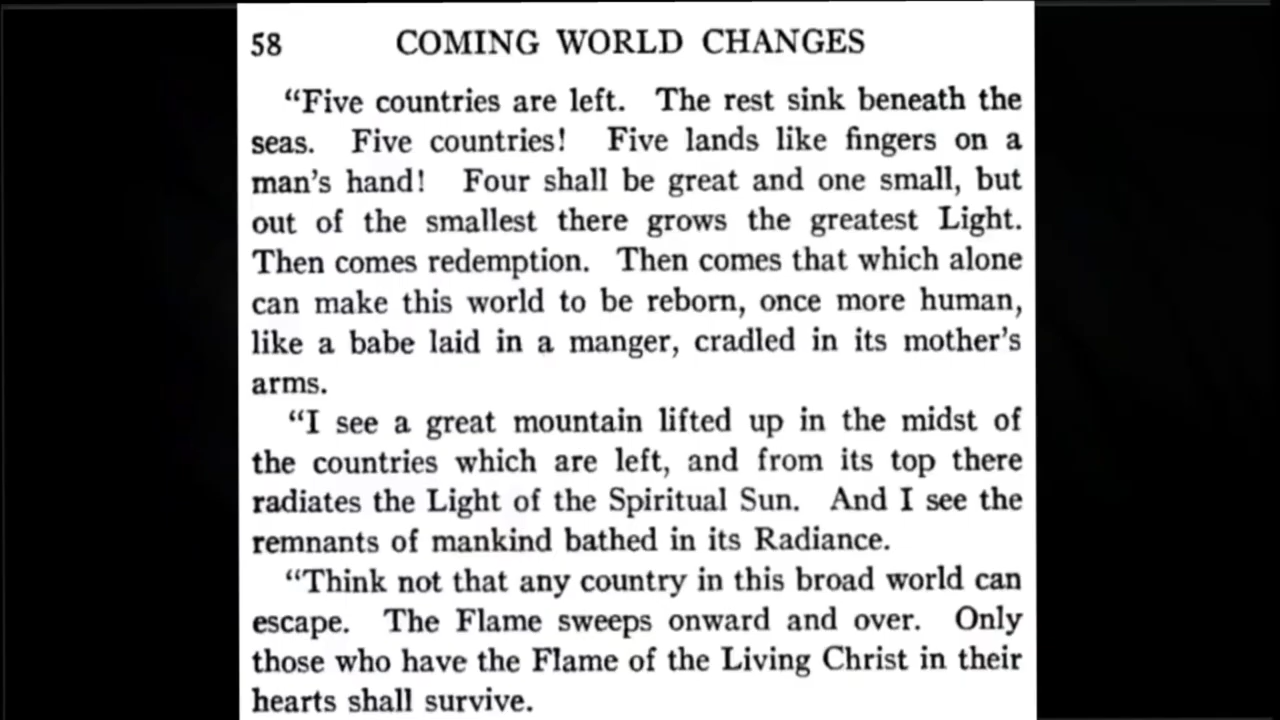 58 COMING WORLD CHANGES
“Five countries are left. The rest sink beneath the
seas. Five countries! Five lands like fingers on a
man’s hand! Four shall be great and one small, but
out of the smallest there grows the greatest Light.
Then comes redemption. Then comes that which alone
can make this world to be reborn, once more human,
like a babe laid in a manger, cradled in its mother’s
arms.
“I see a great mountain lifted up in the midst of
the countries which are left, and from its top there
radiates the Light of the Spiritual Sun. And I see the
remnants of mankind bathed in its Radiance.
“Think not that any country in this broad world can
escape. The Flame sweeps onward and over. Only
those who have the Flame of the Living Christ in their
hearts shall survive.